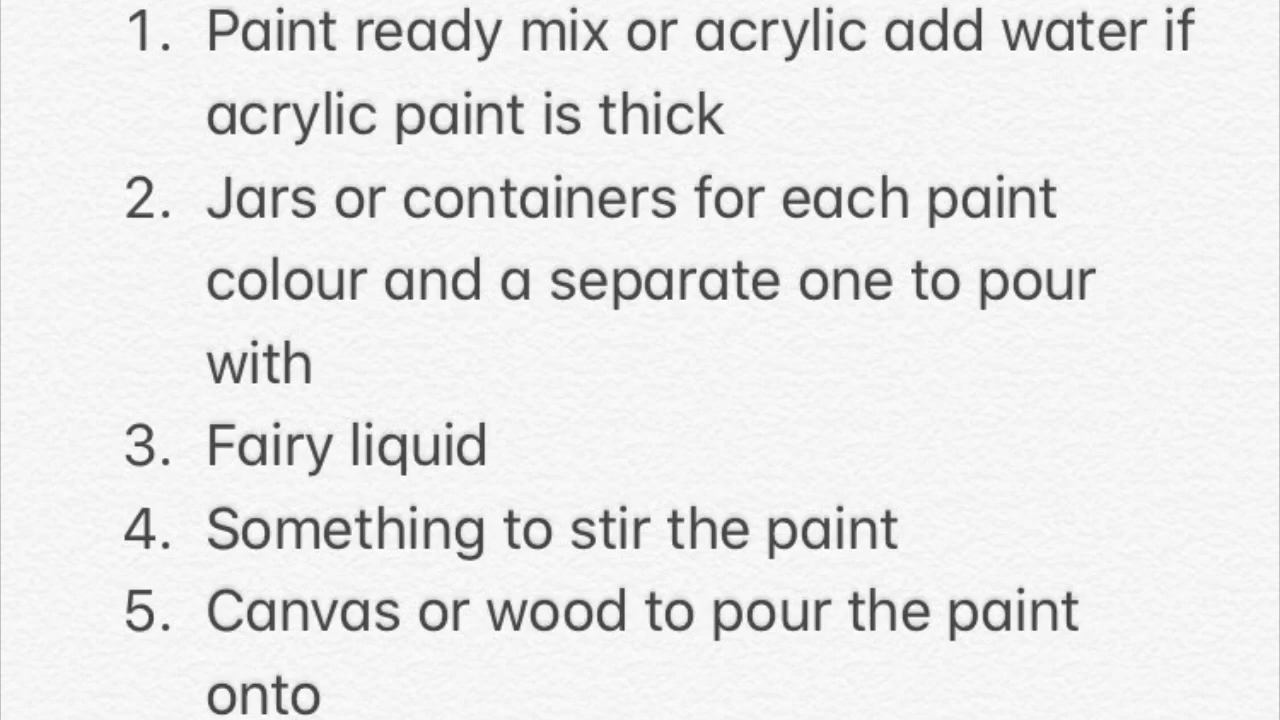 1. Paint ready mix or acrylic add water if
acrylic paint is thick
2. Jars or containers for each paint
colour and a separate one to pour
with
3. Fairy liquid
4. Something to stir the paint
5. Canvas or wood to pour the paint
onto